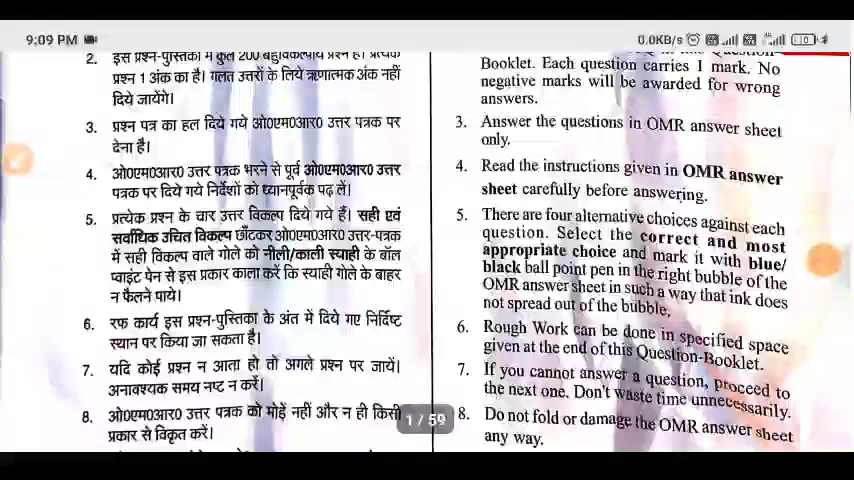 9:09 PM
0.0KB/s
2. इस प्रश्न-पुस्तिका में कुल 200 बहुविकल्पीय प्रश्न हैं। प्रत्येक
प्रश्न 1 अंक का है। गलत उत्तरों के लिये ऋणात्मक अंक नहीं
दिये जायेंगे।
3. प्रश्न पत्र का हल दिये गये ओ0एम0आर0 उत्तर पत्रक पर
देना है।
4. ओ0एम0आर0 उत्तर पत्रक भरने से पूर्व ओ0एम0आर0 उत्तर
पत्रक पर दिये गये निर्देशों को ध्यानपूर्वक पढ़ लें।
5. प्रत्येक प्रश्न के चार उत्तर विकल्प दिये गये हैं। सही एवं
सर्वाधिक उचित विकल्प छाँटकर ओ0एम0आर0 उत्तर-पत्रक
में सही विकल्प वाले गोले को नीली/काली स्याही के बॉल
प्वाइंट पेन से इस प्रकार काला करें कि स्याही गोले के बाहर
न फैलने पाये।
6. रफ कार्य इस प्रश्न-पुस्तिका के अंत में दिये गए निर्दिष्ट
स्थान पर किया जा सकता है।
7. यदि कोई प्रश्न न आता हो तो अगले प्रश्न पर जायें।
अनावश्यक समय नष्ट न करें।
8. ओ0एम0आर0 उत्तर पत्रक को मोड़ें नहीं और न ही किसी
प्रकार से विकृत करें।
Booklet. Each question carries 1 mark. No
negative marks will be awarded for wrong
answers.
3. Answer the questions in OMR answer sheet
only.
4. Read the instructions given in OMR answer
sheet carefully before answering.
5. There are four alternative choices against each
question. Select the correct and most
appropriate choice and mark it with blue/
black ball point pen in the right bubble of the
OMR answer sheet in such a way that ink does
not spread out of the bubble.
6. Rough Work can be done in specified space
given at the end of this Question-Booklet.
7. If you cannot answer a question, proceed to
the next one. Don't waste time unnecessarily.
8. Do not fold or damage the OMR answer sheet
any way.
1 / 59